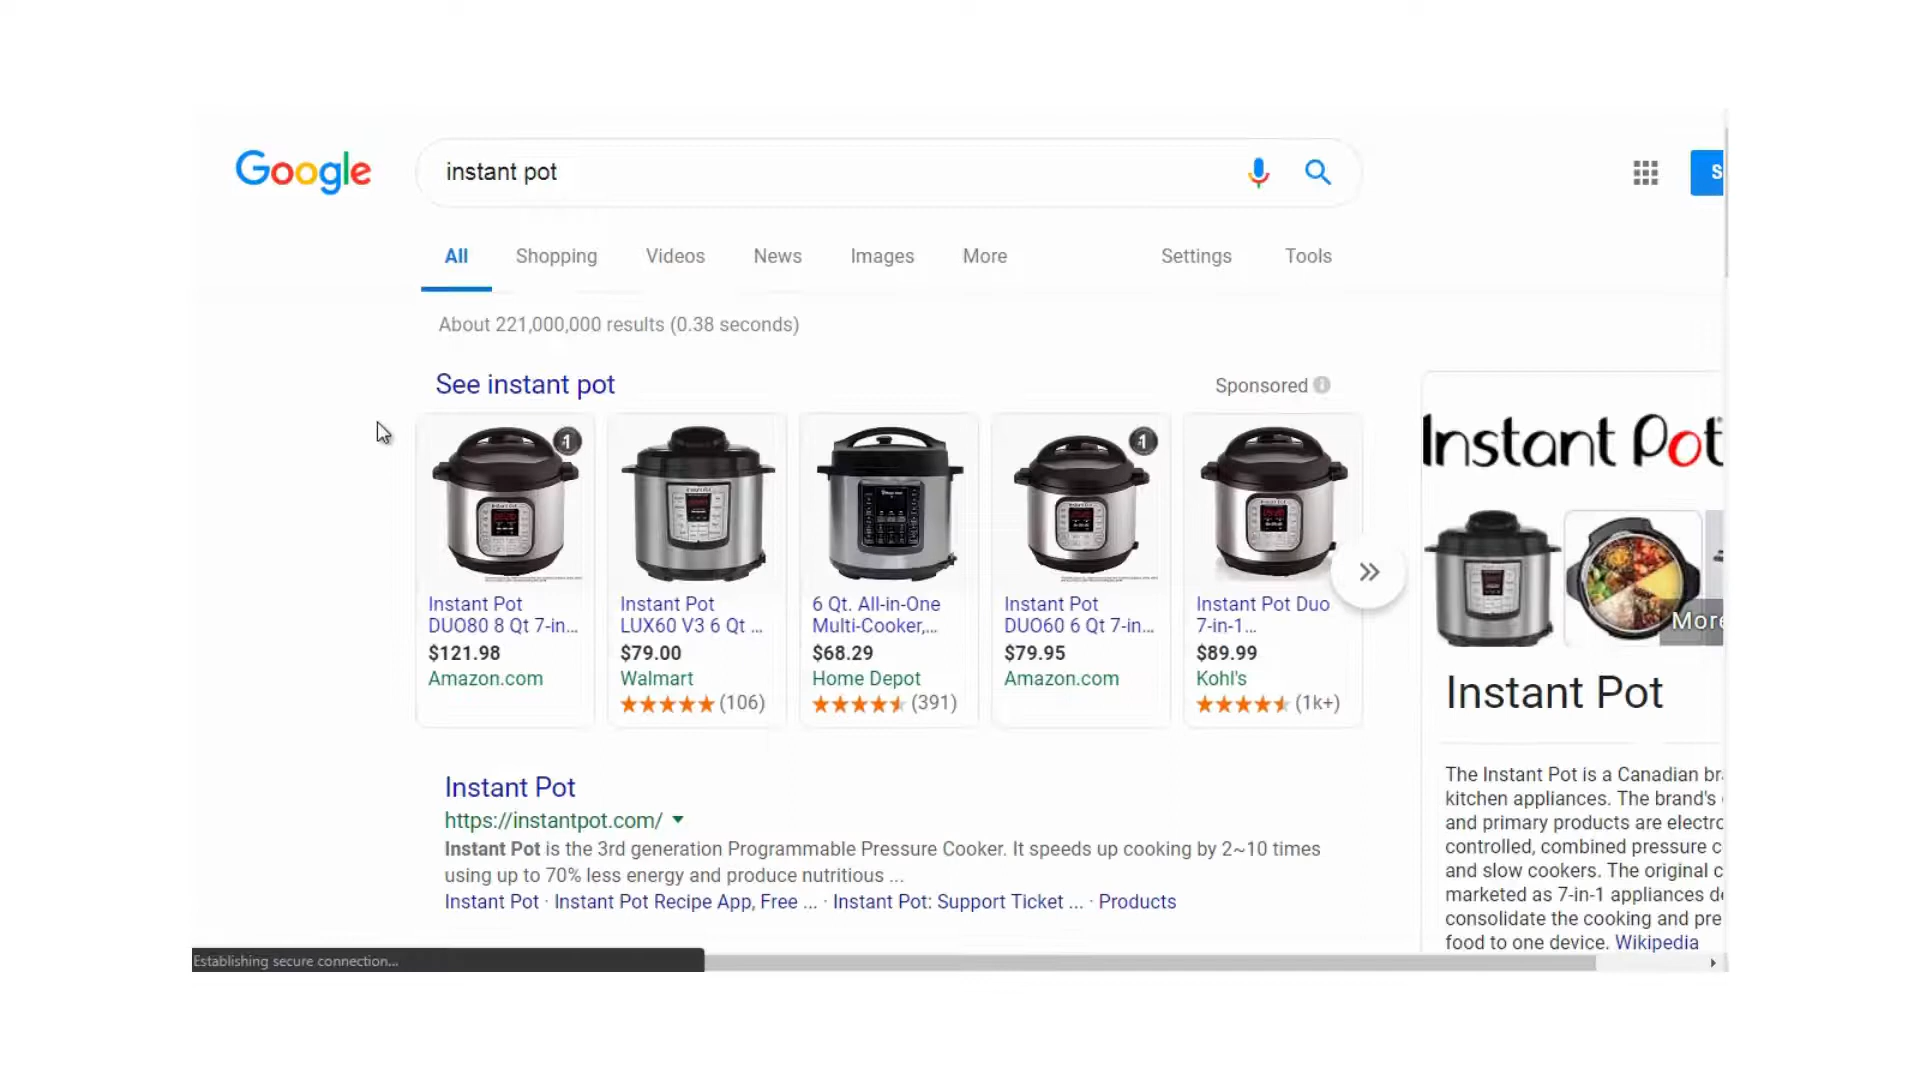 Google
instant pot
S
All Shopping Videos News Images More Settings Tools
About 221,000,000 results (0.38 seconds)
See instant pot
Sponsored
Instant Pot
DUO80 8 Qt 7-in...
$121.98
Amazon.com
Instant Pot
LUX60 V3 6 Qt ...
$79.00
Walmart
(106)
6 Qt. All-in-One
Multi-Cooker,...
$68.29
Home Depot
(391)
Instant Pot
DUO60 6 Qt 7-in...
$79.95
Amazon.com
Instant Pot Duo
7-in-1...
$89.99
Kohl's
(1k+)
Instant Pot
https://instantpot.com/
Instant Pot is the 3rd generation Programmable Pressure Cooker. It speeds up cooking by 2~10 times
using up to 70% less energy and produce nutritious ...
Instant Pot · Instant Pot Recipe App, Free ... · Instant Pot: Support Ticket ... · Products
Instant Pot
More
Instant Pot
The Instant Pot is a Canadian br
kitchen appliances. The brand's
and primary products are electro
controlled, combined pressure c
and slow cookers. The original c
marketed as 7-in-1 appliances de
consolidate the cooking and pre
food to one device. Wikipedia
Establishing secure connection...